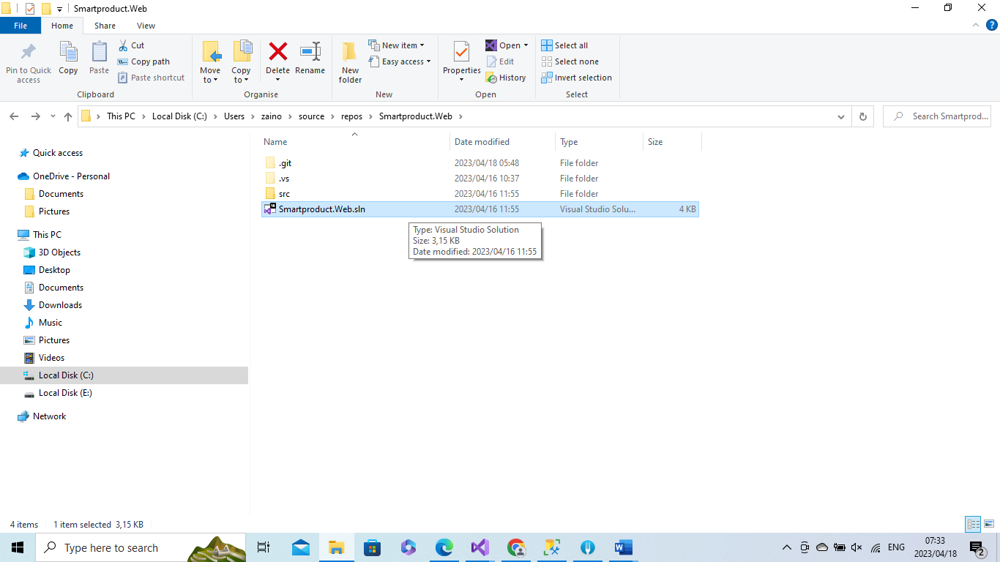 Smartproduct.Web
File Home Share View
Pin to Quick access
Copy
Paste
Cut
Copy path
Paste shortcut
Clipboard
Move to
Copy to
Delete
Rename
Organise
New folder
New item
Easy access
New
Properties
Open
Edit
History
Open
Select all
Select none
Invert selection
Select
This PC > Local Disk (C:) > Users > zaino > source > repos > Smartproduct.Web >
Search Smartprod...
Name Date modified Type Size
.git 2023/04/18 05:48 File folder
.vs 2023/04/16 10:37 File folder
src 2023/04/16 11:55 File folder
Smartproduct.Web.sln 2023/04/16 11:55 Visual Studio Solu... 4 KB
Type: Visual Studio Solution
Size: 3,15 KB
Date modified: 2023/04/16 11:55
Quick access
OneDrive - Personal
Documents
Pictures
This PC
3D Objects
Desktop
Documents
Downloads
Music
Pictures
Videos
Local Disk (C:)
Local Disk (E:)
Network
4 items 1 item selected 3,15 KB
Type here to search
ENG
07:33
2023/04/18
2